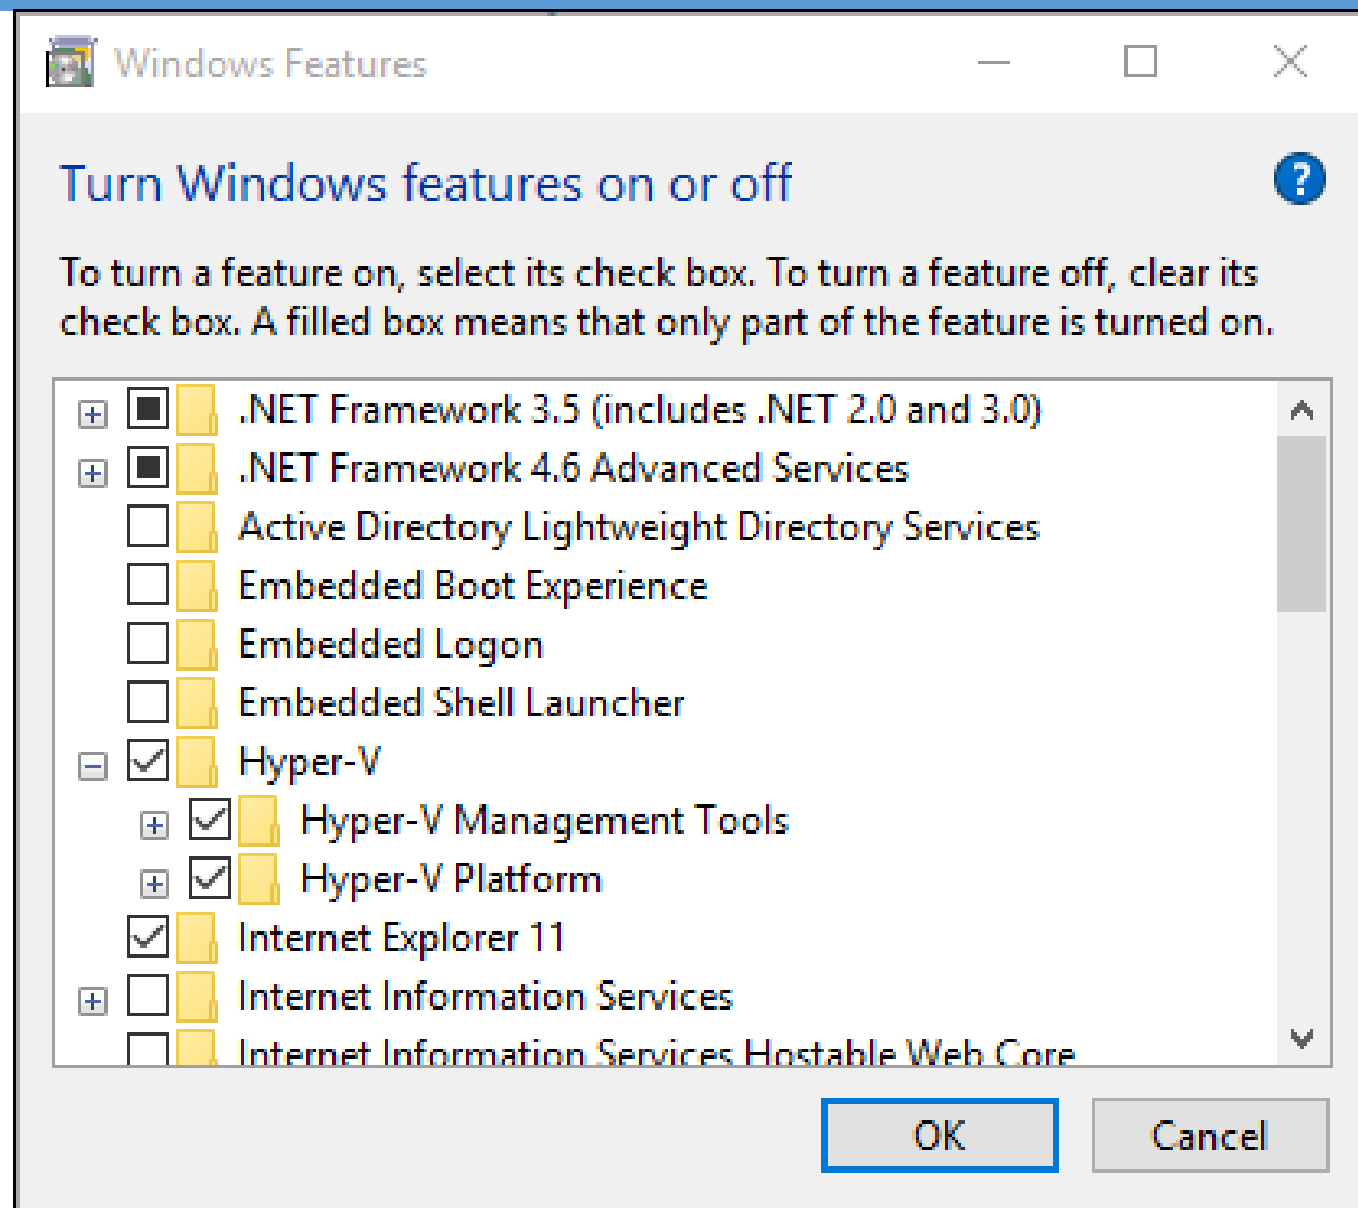 Windows Features
Turn Windows features on or off
?
To turn a feature on, select its check box. To turn a feature off, clear its
check box. A filled box means that only part of the feature is turned on.
.NET Framework 3.5 (includes .NET 2.0 and 3.0)
.NET Framework 4.6 Advanced Services
Active Directory Lightweight Directory Services
Embedded Boot Experience
Embedded Logon
Embedded Shell Launcher
Hyper-V
Hyper-V Management Tools
Hyper-V Platform
Internet Explorer 11
Internet Information Services
Internet Information Services Hostable Web Core
OK
Cancel